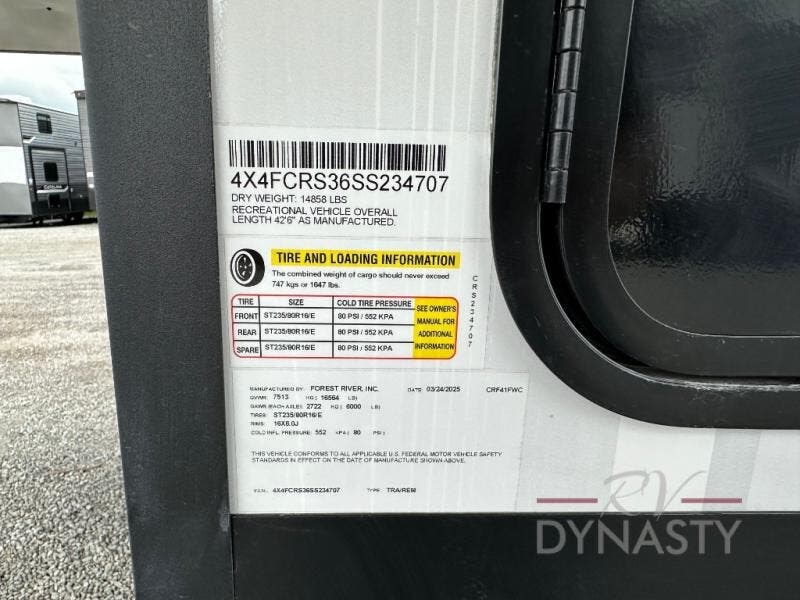 4X4FCRS36SS234707
DRY WEIGHT: 14858 LBS
RECREATIONAL VEHICLE OVERALL
LENGTH 42'6" AS MANUFACTURED.
TIRE AND LOADING INFORMATION
The combined weight of cargo should never exceed
747 kgs or 1647 lbs.
CRS234707
TIRE SIZE COLD TIRE PRESSURE
FRONT ST235/80R16/E 80 PSI / 552 KPA
REAR ST235/80R16/E 80 PSI / 552 KPA
SPARE ST235/80R16/E 80 PSI / 552 KPA
SEE OWNER'S
MANUAL FOR
ADDITIONAL
INFORMATION
MANUFACTURED BY: FOREST RIVER, INC. DATE: 03/24/2025 CRF41FWC
GVWR: 7513 KG ( 16564 LB)
GAWR (EACH AXLE): 2722 KG ( 6000 LB)
TIRES: ST235/80R16/E
RIMS: 16X6.0J
COLD INFL. PRESSURE: 552 KPA ( 80 PSI)
THIS VEHICLE CONFORMS TO ALL APPLICABLE U.S. FEDERAL MOTOR VEHICLE SAFETY
STANDARDS IN EFFECT ON THE DATE OF MANUFACTURE SHOWN ABOVE.
V.I.N.: 4X4FCRS36SS234707 TYPE: TRA/REM
CATALINA
RV
DYNASTY